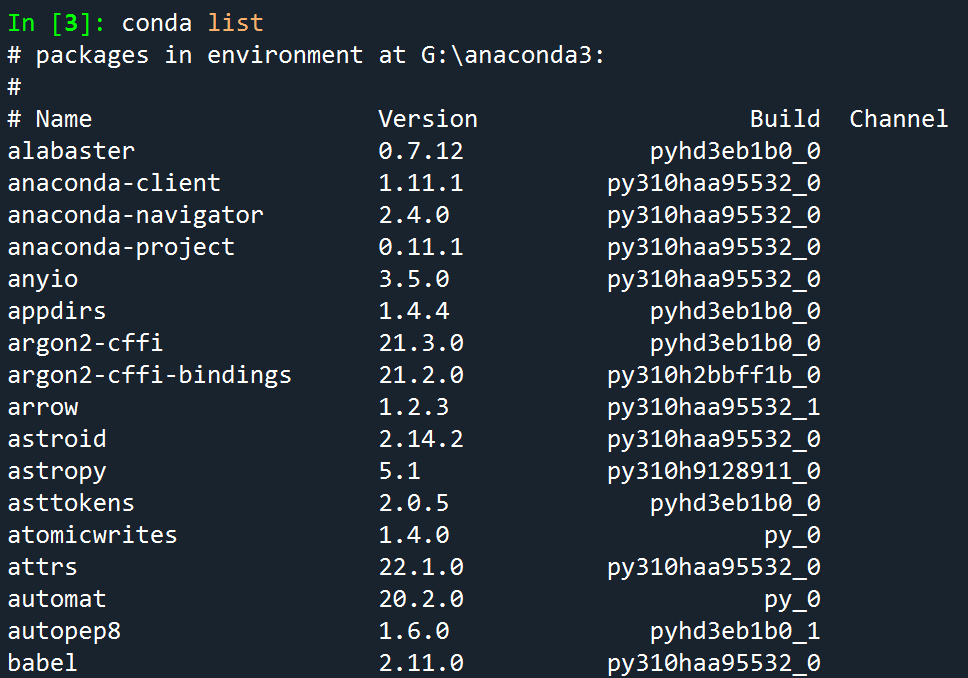 In [3]: conda list
# packages in environment at G:\anaconda3:
#
# Name                    Version                   Build  Channel
alabaster                 0.7.12             pyhd3eb1b0_0
anaconda-client           1.11.1          py310haa95532_0
anaconda-navigator        2.4.0           py310haa95532_0
anaconda-project          0.11.1          py310haa95532_0
anyio                     3.5.0           py310haa95532_0
appdirs                   1.4.4              pyhd3eb1b0_0
argon2-cffi               21.3.0             pyhd3eb1b0_0
argon2-cffi-bindings      21.2.0          py310h2bbff1b_0
arrow                     1.2.3           py310haa95532_1
astroid                   2.14.2          py310haa95532_0
astropy                   5.1             py310h9128911_0
asttokens                 2.0.5              pyhd3eb1b0_0
atomicwrites              1.4.0                      py_0
attrs                     22.1.0          py310haa95532_0
automat                   20.2.0                     py_0
autopep8                  1.6.0              pyhd3eb1b0_1
babel                     2.11.0          py310haa95532_0